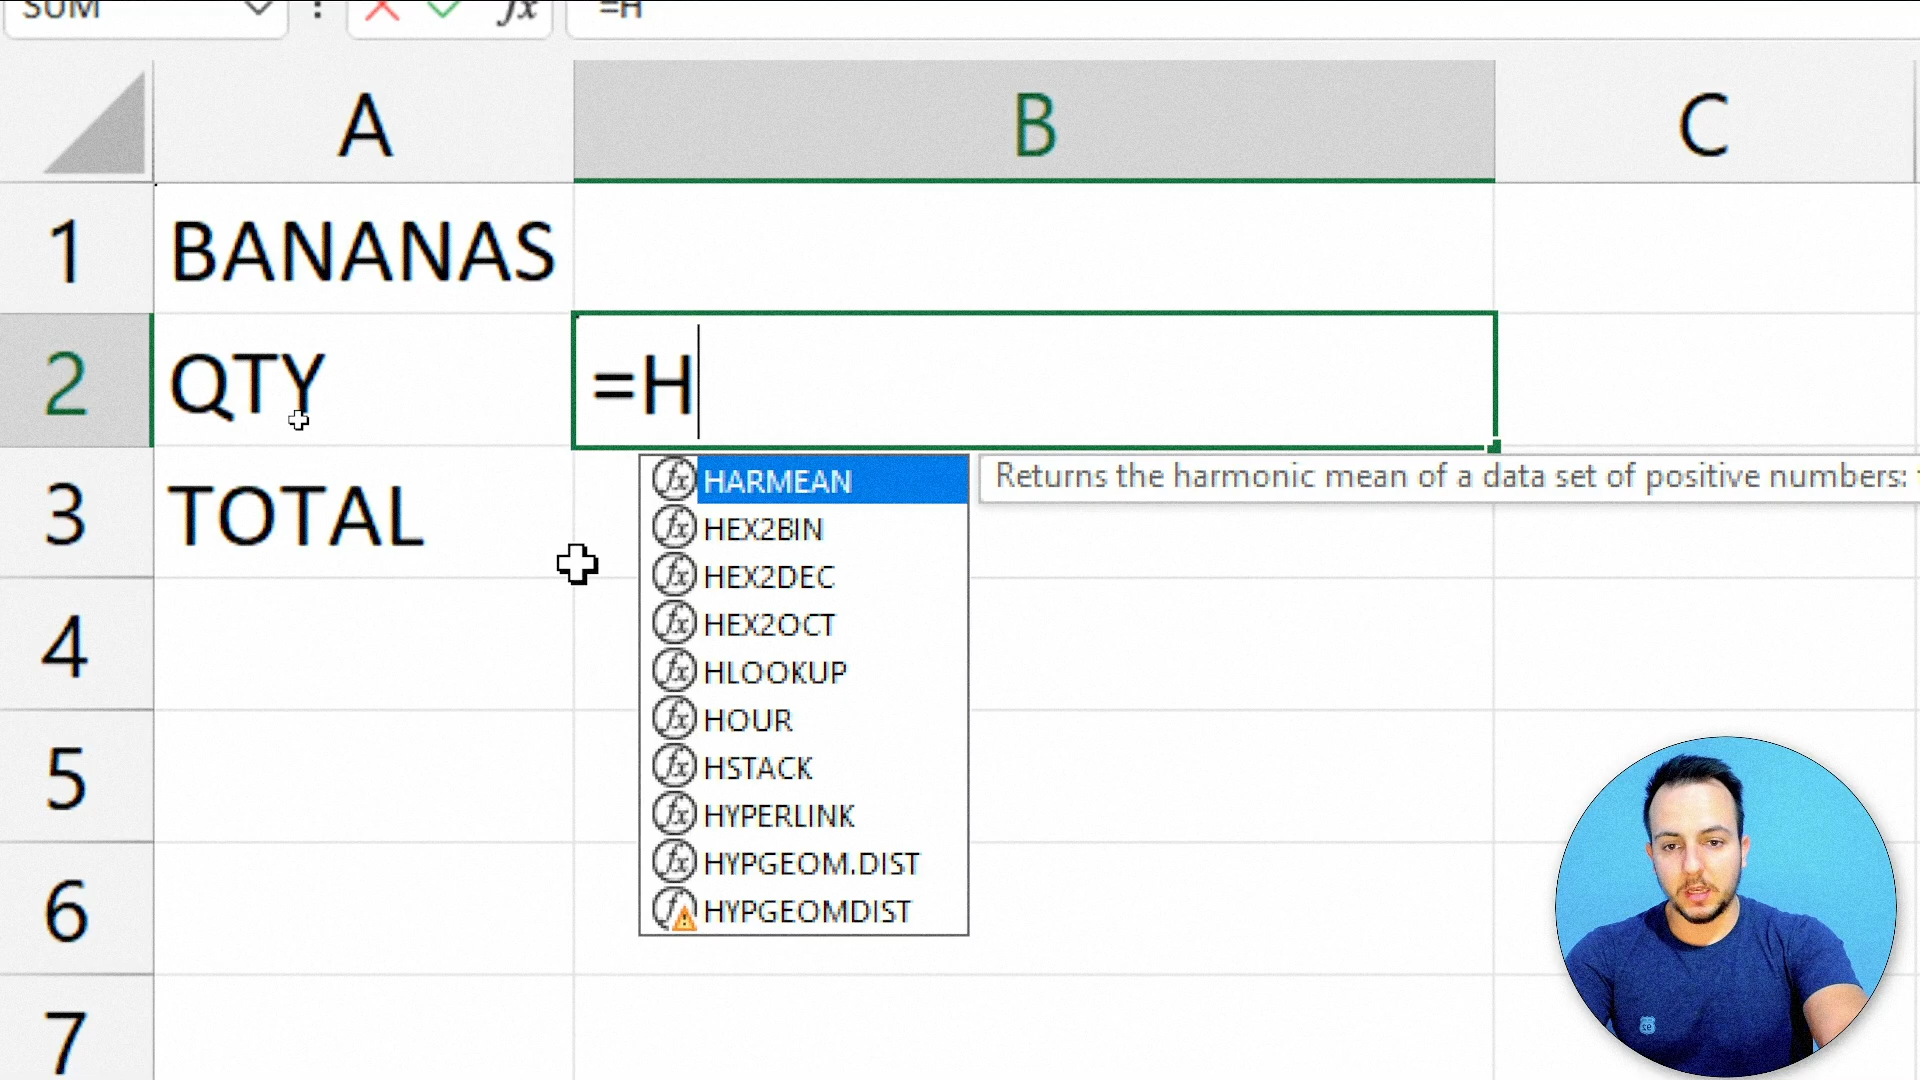 SUM fx =H
A B C
1 BANANAS
2 QTY =H
3 TOTAL
4
5
6
7
HARMEAN Returns the harmonic mean of a data set of positive numbers:
HEX2BIN
HEX2DEC
HEX2OCT
HLOOKUP
HOUR
HSTACK
HYPERLINK
HYPGEOM.DIST
HYPGEOMDIST